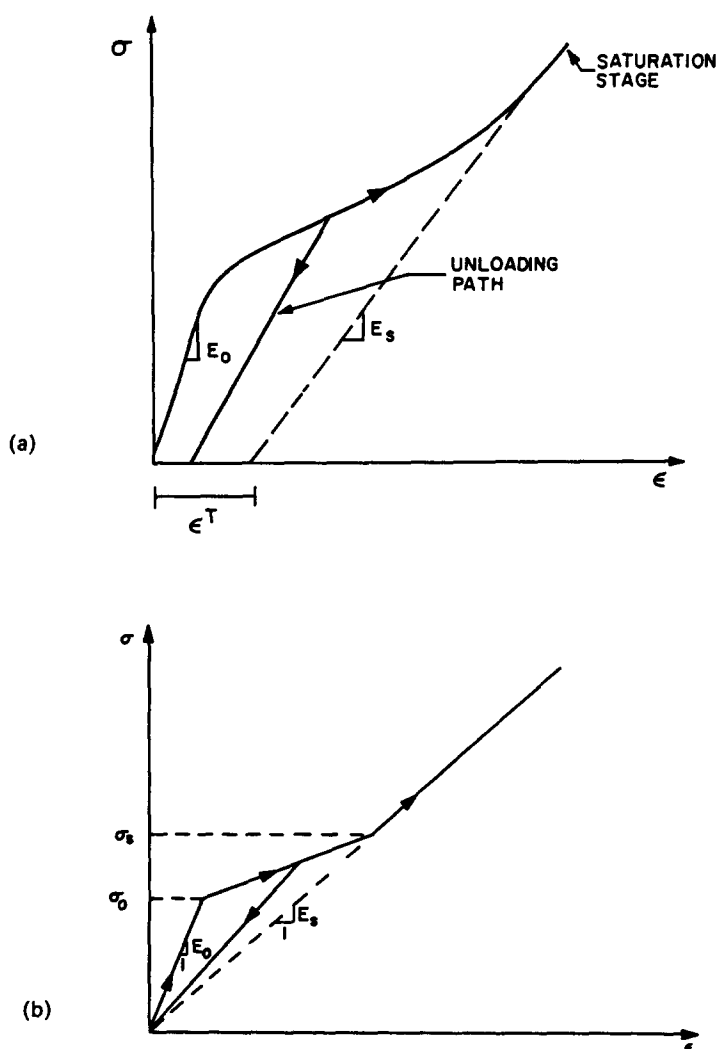 σ
SATURATION
STAGE
UNLOADING
PATH
E₀
Eₛ
(a)
ϵ
ϵᵀ
σ
σₛ
σ₀
E₀
1
Eₛ
1
(b)
ϵ